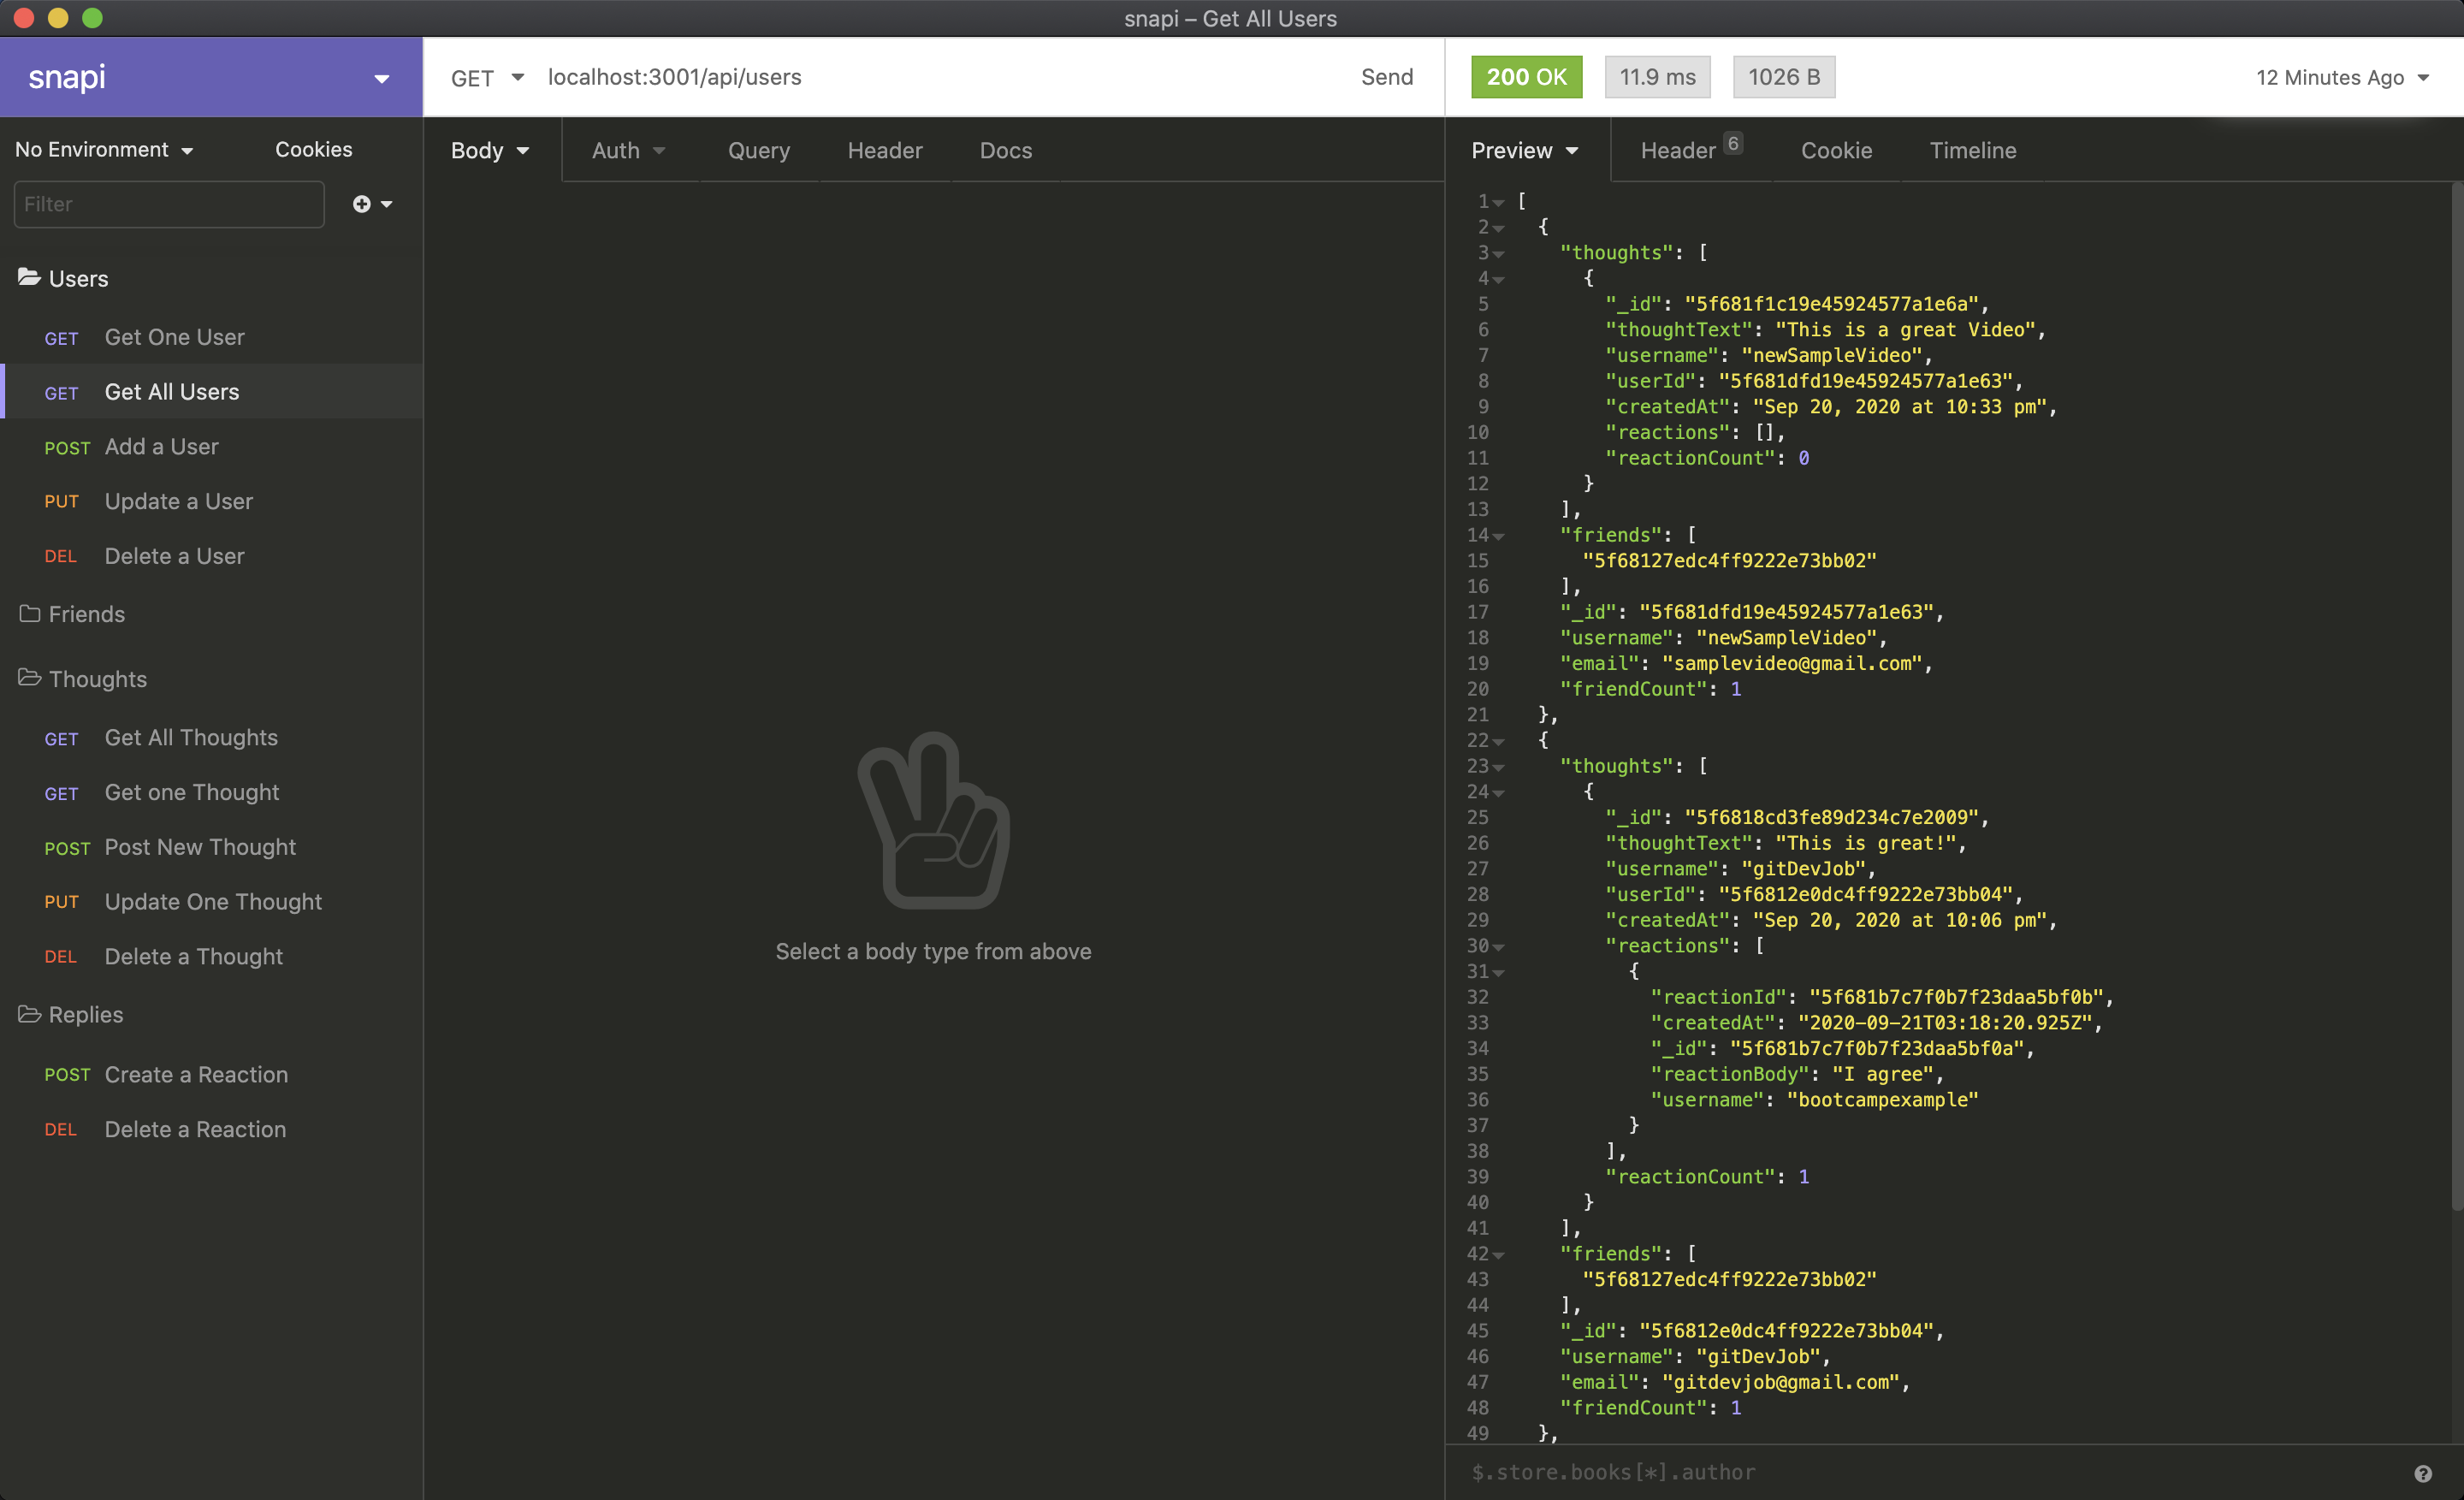 snapi – Get All Users
snapi
GET localhost:3001/api/users Send
200 OK 11.9 ms 1026 B 12 Minutes Ago
No Environment Cookies
Filter
Users
GET Get One User
GET Get All Users
POST Add a User
PUT Update a User
DEL Delete a User
Friends
Thoughts
GET Get All Thoughts
GET Get one Thought
POST Post New Thought
PUT Update One Thought
DEL Delete a Thought
Replies
POST Create a Reaction
DEL Delete a Reaction
Body Auth Query Header Docs
Select a body type from above
Preview Header 6 Cookie Timeline
1 [
2 {
3 "thoughts": [
4 {
5 "_id": "5f681f1c19e45924577a1e6a",
6 "thoughtText": "This is a great Video",
7 "username": "newSampleVideo",
8 "userId": "5f681dfd19e45924577a1e63",
9 "createdAt": "Sep 20, 2020 at 10:33 pm",
10 "reactions": [],
11 "reactionCount": 0
12 }
13 ],
14 "friends": [
15 "5f68127edc4ff9222e73bb02"
16 ],
17 "_id": "5f681dfd19e45924577a1e63",
18 "username": "newSampleVideo",
19 "email": "samplevideo@gmail.com",
20 "friendCount": 1
21 },
22 {
23 "thoughts": [
24 {
25 "_id": "5f6818cd3fe89d234c7e2009",
26 "thoughtText": "This is great!",
27 "username": "gitDevJob",
28 "userId": "5f6812e0dc4ff9222e73bb04",
29 "createdAt": "Sep 20, 2020 at 10:06 pm",
30 "reactions": [
31 {
32 "reactionId": "5f681b7c7f0b7f23daa5bf0b",
33 "createdAt": "2020-09-21T03:18:20.925Z",
34 "_id": "5f681b7c7f0b7f23daa5bf0a",
35 "reactionBody": "I agree",
36 "username": "bootcampexample"
37 }
38 ],
39 "reactionCount": 1
40 }
41 ],
42 "friends": [
43 "5f68127edc4ff9222e73bb02"
44 ],
45 "_id": "5f6812e0dc4ff9222e73bb04",
46 "username": "gitDevJob",
47 "email": "gitdevjob@gmail.com",
48 "friendCount": 1
49 },
$.store.books[*].author